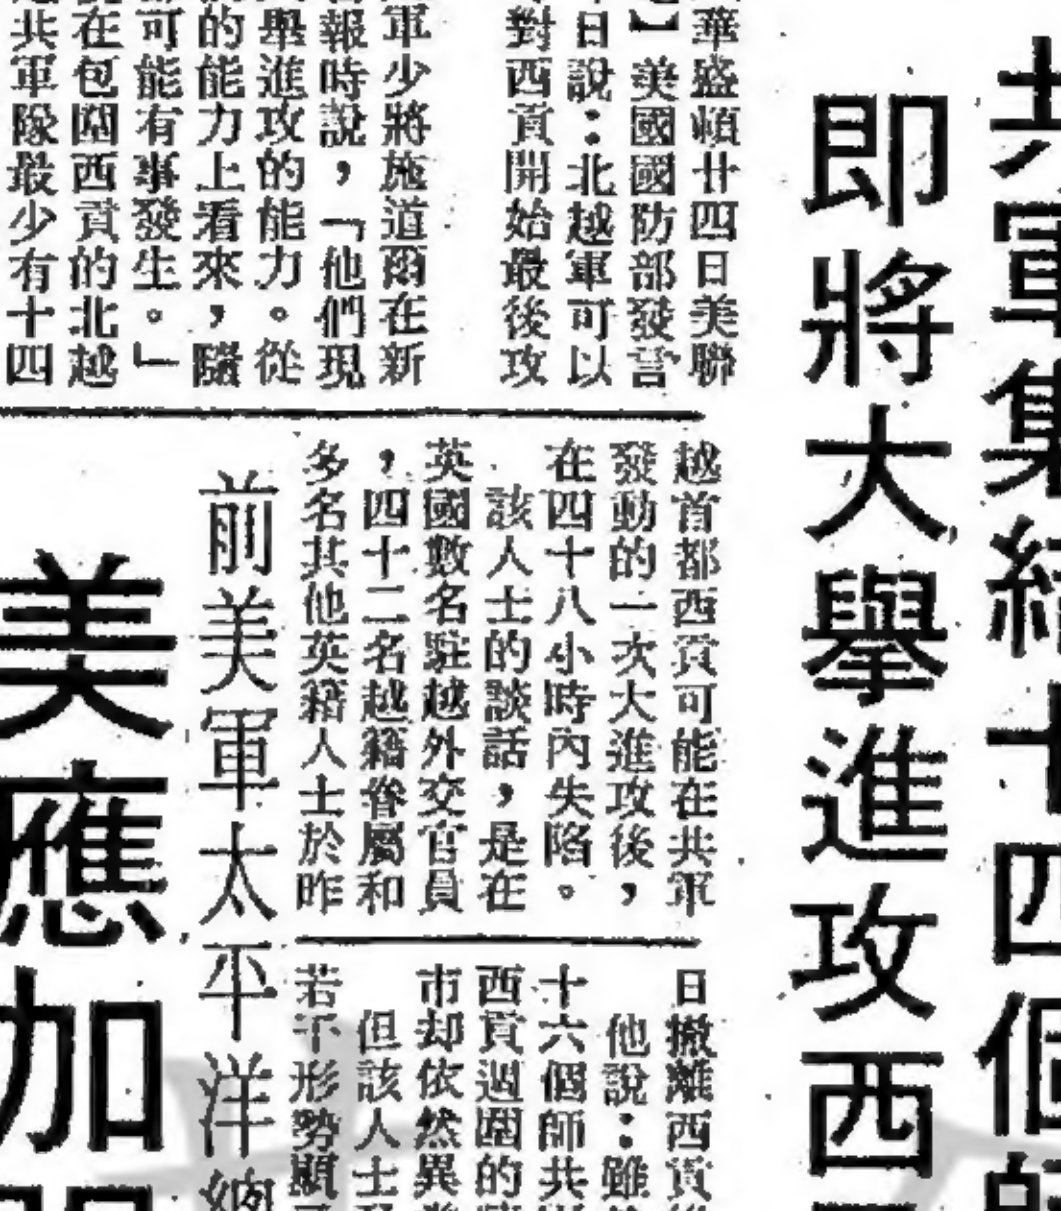 共軍集結十四個師
即將大舉進攻西
華盛頓廿四日美聯
】美國國防部發言
日說：北越軍可以
對西貢開始最後攻
軍少將施道爾在新
報時說，「他們現
舉進攻的能力。從
的能力上看來，隨
可能有事發生。」
在包圍西貢的北越
共軍隊最少有十四
越首都西貢可能在共軍
發動的一次大進攻後，
在四十八小時內失陷。
該人士的談話，是在
英國數名駐越外交官員
，四十二名越籍眷屬和
多名其他英籍人士於昨
日撤離西貢後
他說：雖
十六個師共
西貢週圍的
市却依然異
但該人士
若干形勢顯
前美軍太平洋總
美應加